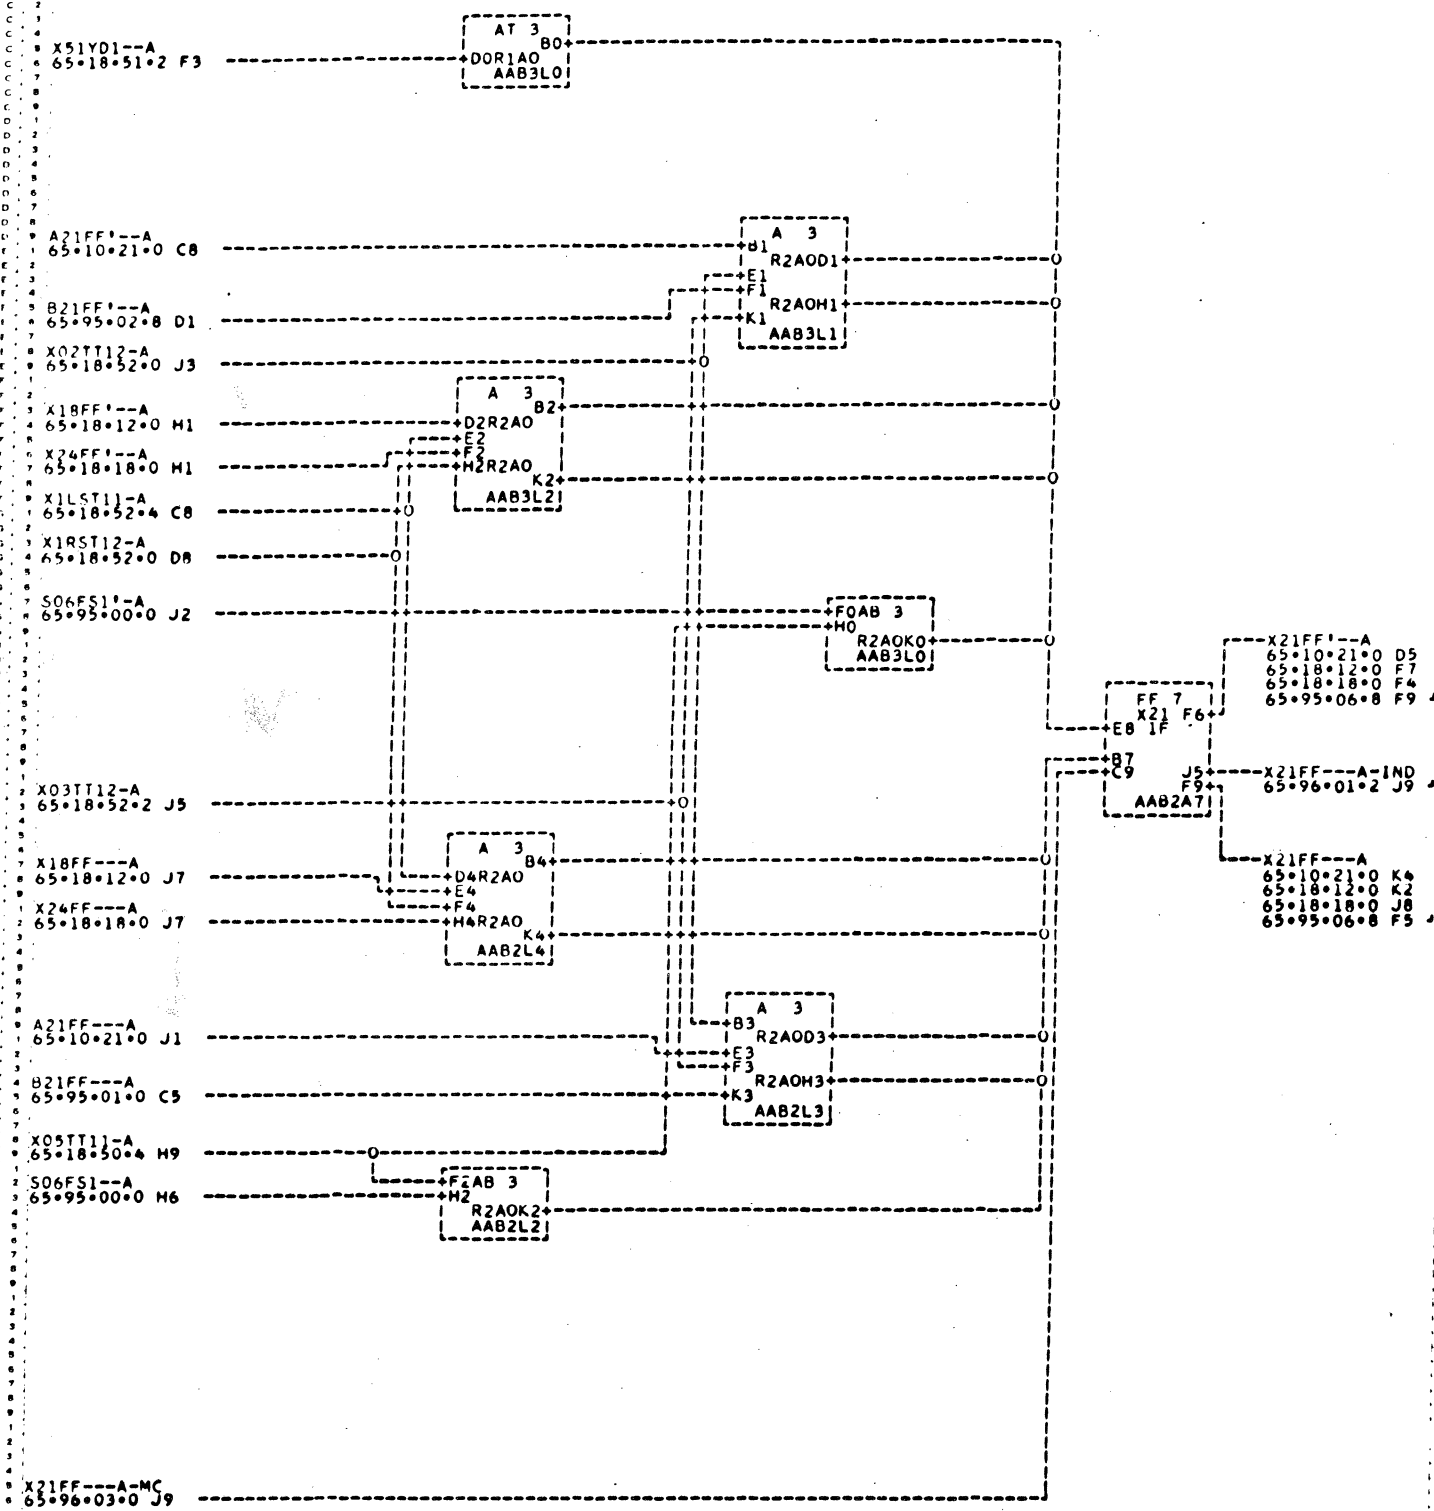 AT 3
B0
X51YD1--A
65•18•51•2 F3
D0R1A0
AAB3L0
A21FF'--A
65•10•21•0 C8
A 3
B1
R2A0D1
E1
F1
R2A0H1
K1
AAB3L1
B21FF'--A
65•95•02•8 D1
X02TT12-A
65•18•52•0 J3
A 3
B2
X18FF'--A
65•18•12•0 H1
D2R2A0
E2
F2
H2R2A0
K2
AAB3L2
X24FF'--A
65•18•18•0 H1
X1LST11-A
65•18•52•4 C8
X1RST12-A
65•18•52•0 D8
S06FS1'-A
65•95•00•0 J2
F0AB 3
H0
R2A0K0
AAB3L0
X21FF'--A
65•10•21•0 D5
65•18•12•0 F7
65•18•18•0 F4
65•95•06•8 F9
FF 7
X21 F6
E8 1F
B7
C9 J5
F9
AAB2A7
X21FF---A-IND
65•96•01•2 J9
X03TT12-A
65•18•52•2 J5
A 3
B4
X18FF---A
65•18•12•0 J7
D4R2A0
E4
F4
H4R2A0
K4
AAB2L4
X24FF---A
65•18•18•0 J7
X21FF---A
65•10•21•0 K4
65•18•12•0 K2
65•18•18•0 J8
65•95•06•8 F5
A 3
B3
R2A0D3
E3
F3
R2A0H3
K3
AAB2L3
A21FF---A
65•10•21•0 J1
B21FF---A
65•95•01•0 C5
X05TT11-A
65•18•50•4 H9
S06FS1--A
65•95•00•0 H6
F2AB 3
H2
R2A0K2
AAB2L2
X21FF---A-MC
65•96•03•0 J9